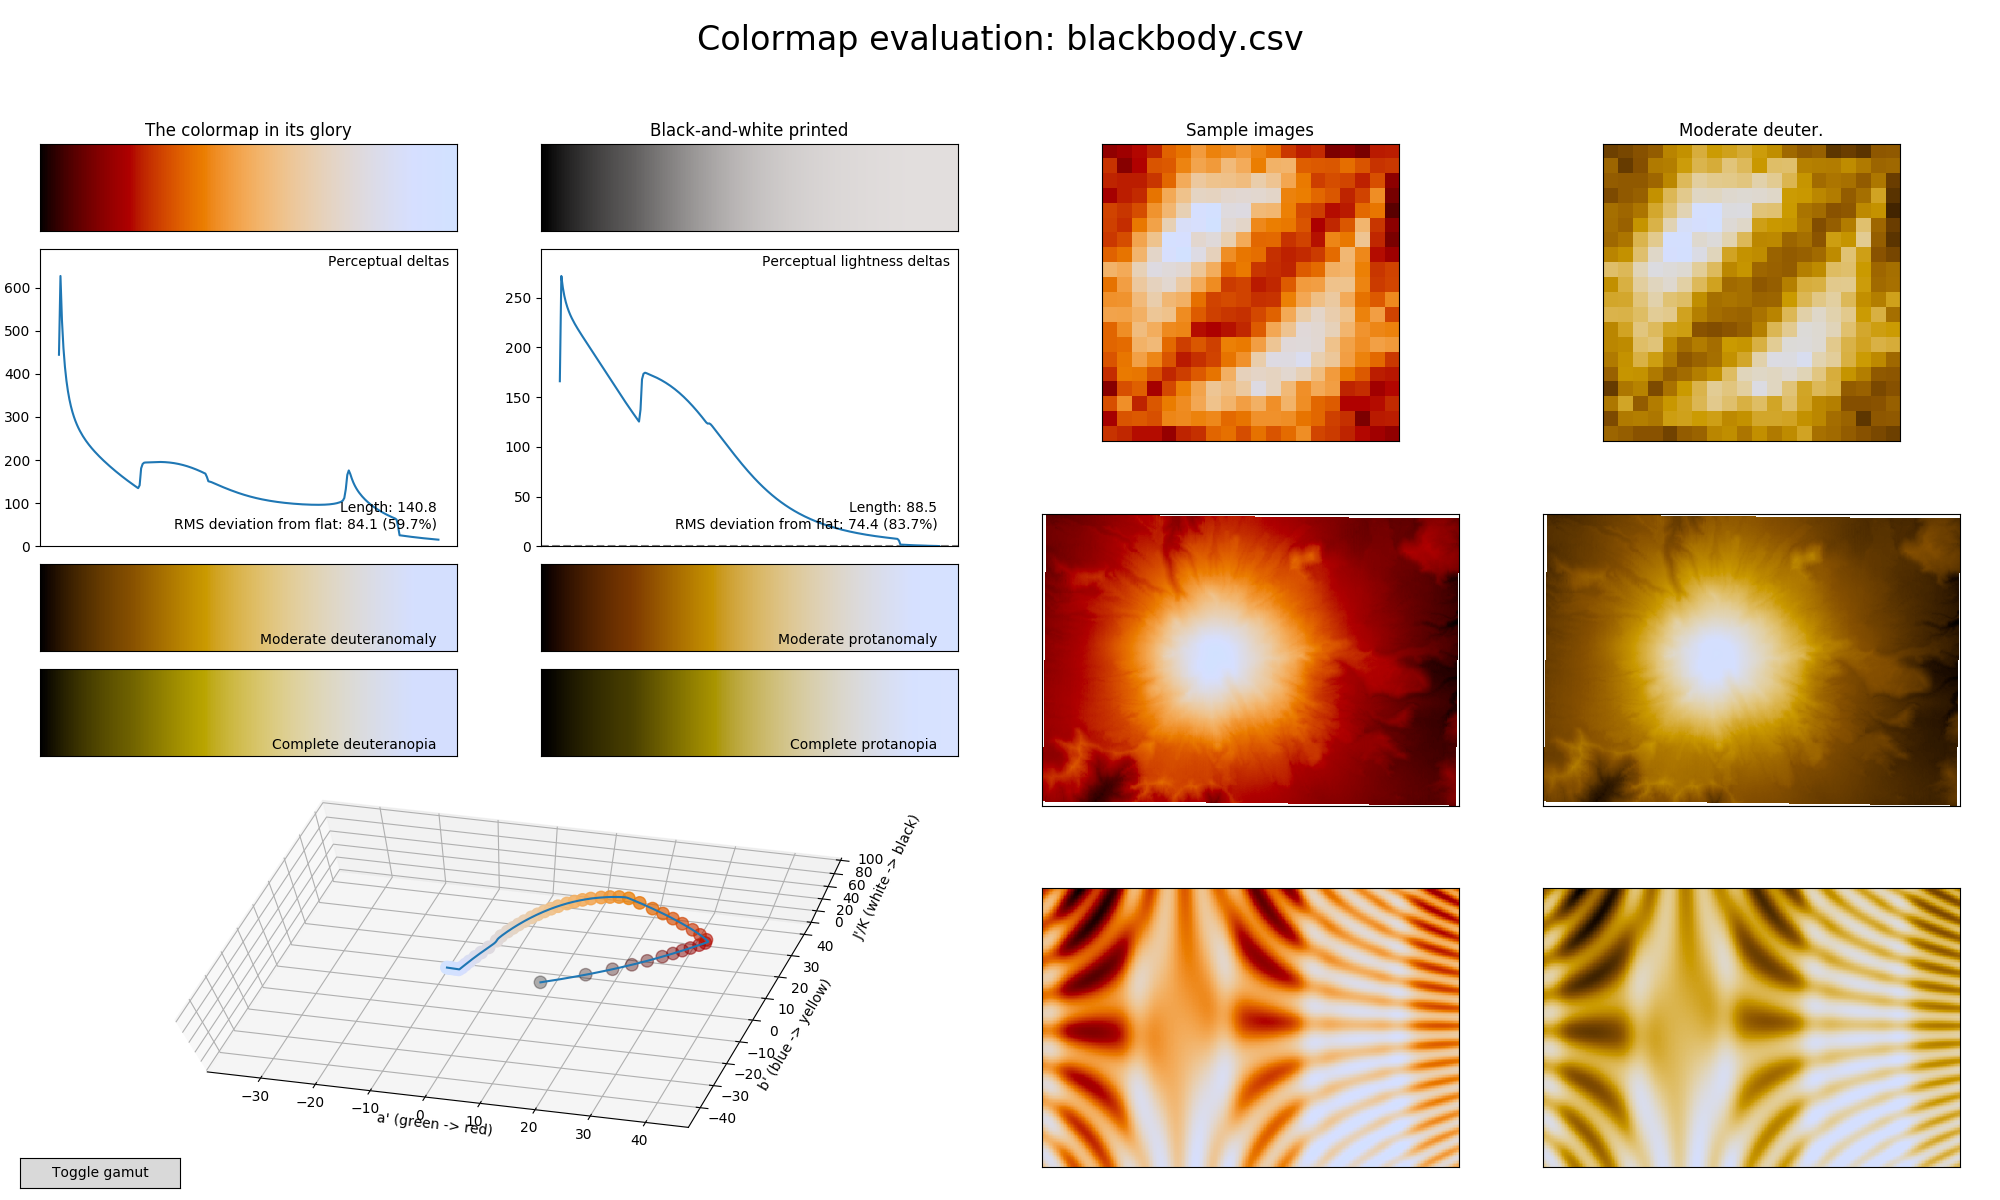 Colormap evaluation: blackbody.csv
The colormap in its glory
Black-and-white printed
Sample images
Moderate deuter.
Perceptual deltas
600
500
400
300
200
100
0
Length: 140.8
RMS deviation from flat: 84.1 (59.7%)
Perceptual lightness deltas
250
200
150
100
50
0
Length: 88.5
RMS deviation from flat: 74.4 (83.7%)
Moderate deuteranomaly
Moderate protanomaly
Complete deuteranopia
Complete protanopia
100
80
60
40
20
0
J'/K (white -> black)
40
30
20
10
0
−10
−20
−30
−40
b' (blue -> yellow)
−30
−20
−10
0
10
20
30
40
a' (green -> red)
Toggle gamut